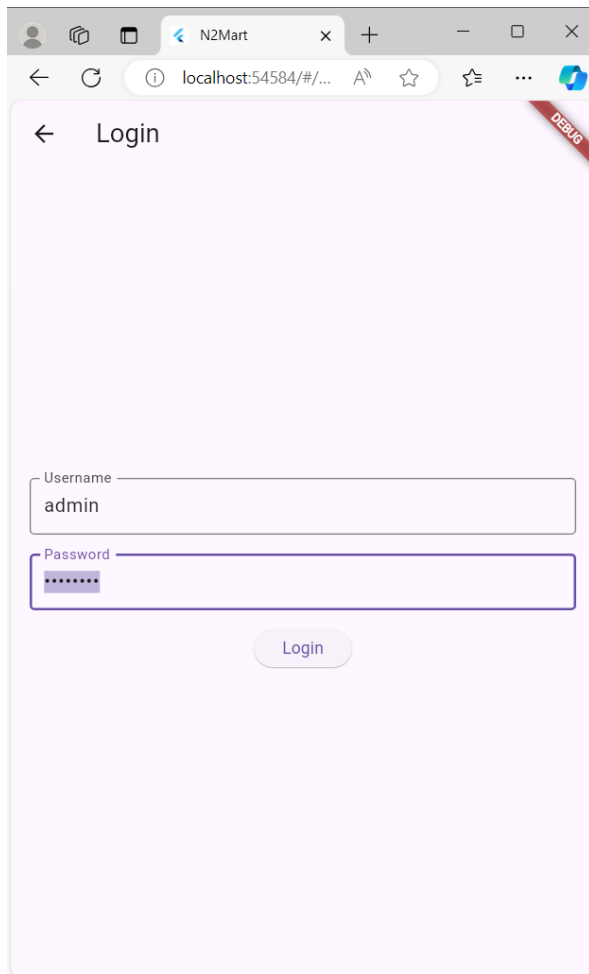 N2Mart
localhost:54584/#/...
Login
DEBUG
Username
admin
Password
••••••••
Login